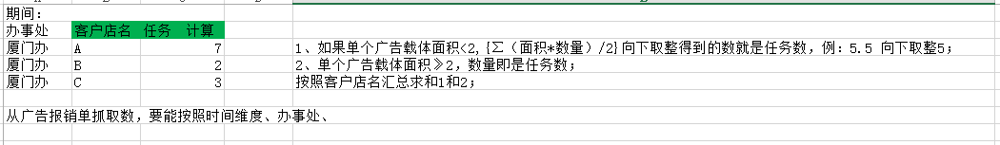 期间：
办事处 客户店名 任务 计算
厦门办 A 7 1、如果单个广告载体面积<2,{Σ（面积*数量）/2}向下取整得到的数就是任务数，例：5.5 向下取整5；
厦门办 B 2 2、单个广告载体面积≥2，数量即是任务数；
厦门办 C 3 按照客户店名汇总求和1和2；
从广告报销单抓取数，要能按照时间维度、办事处、